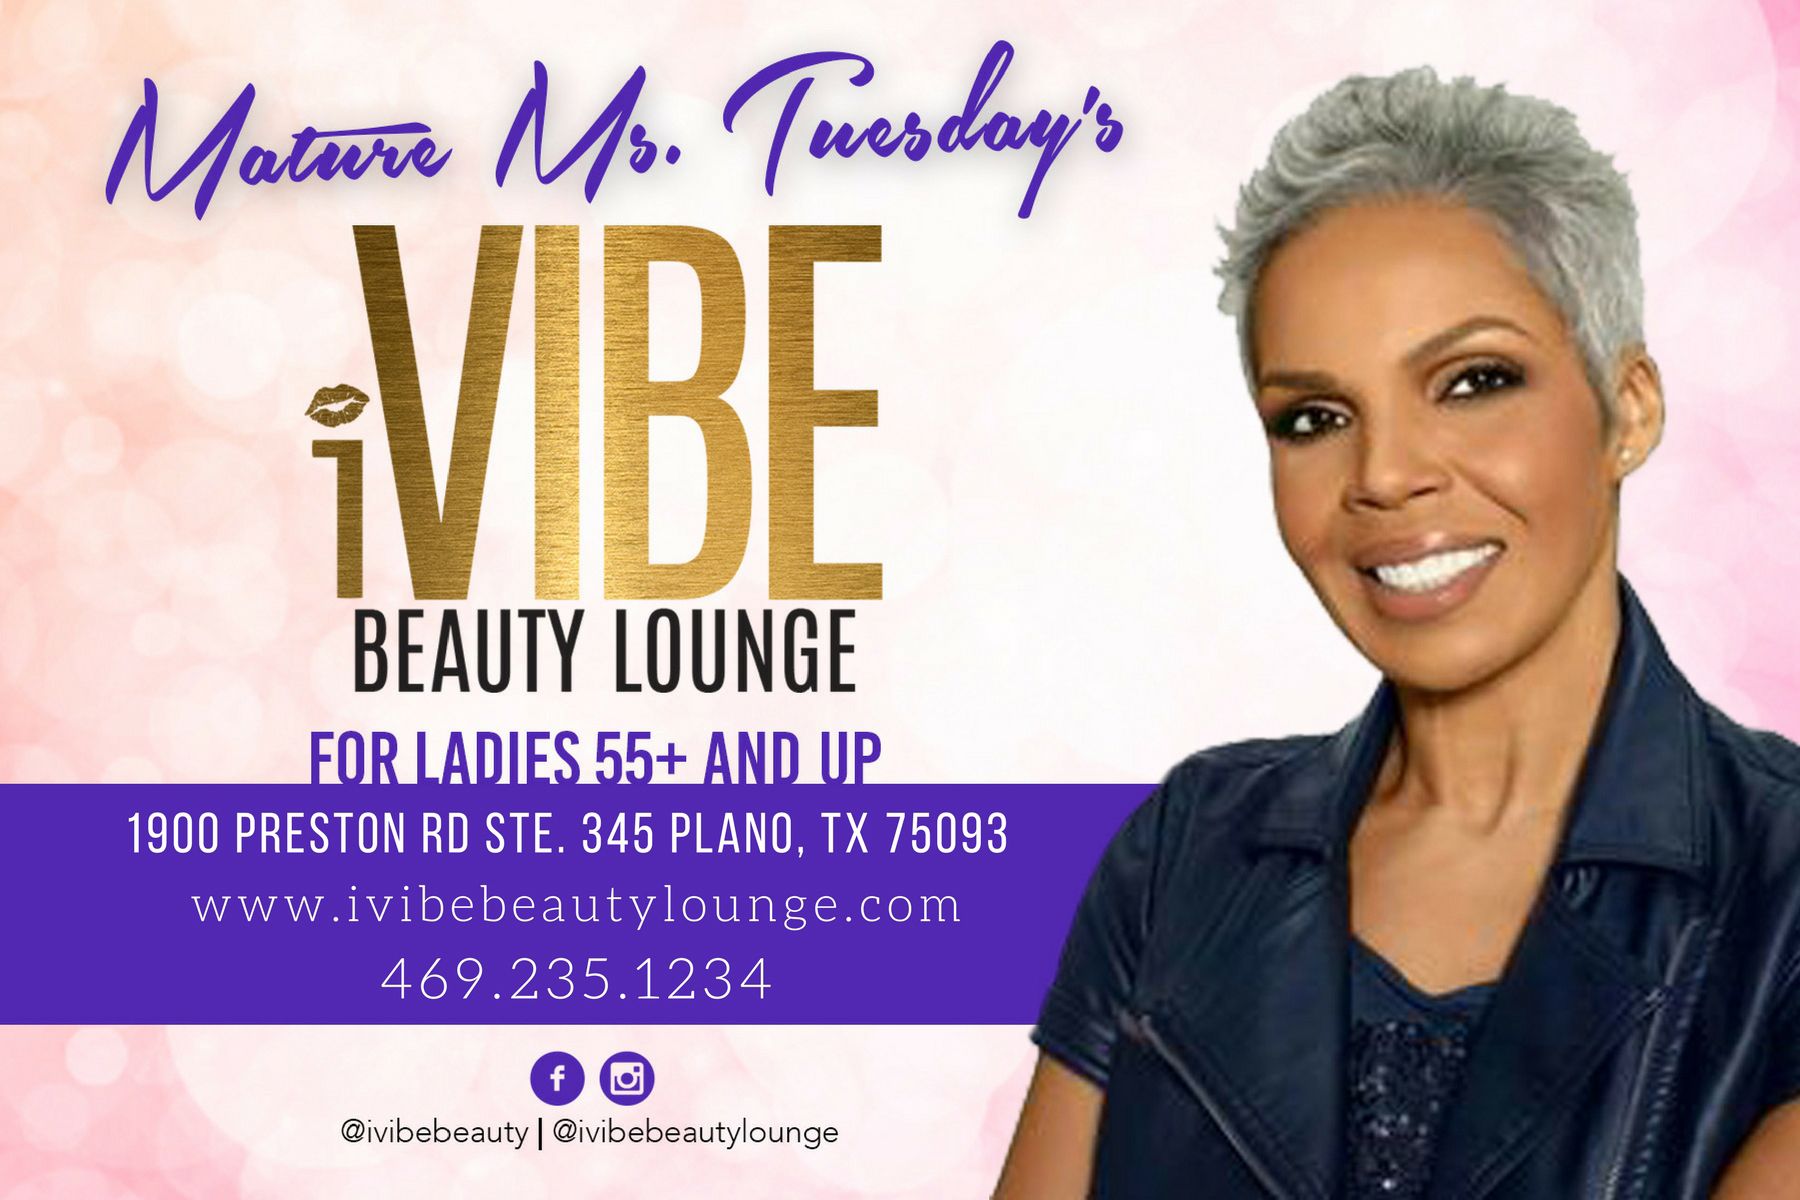 Mature Ms. Tuesday's
iVIBE
BEAUTY LOUNGE
FOR LADIES 55+ AND UP
1900 PRESTON RD STE. 345 PLANO, TX 75093
www.ivibebeautylounge.com
469.235.1234
@ivibebeauty | @ivibebeautylounge